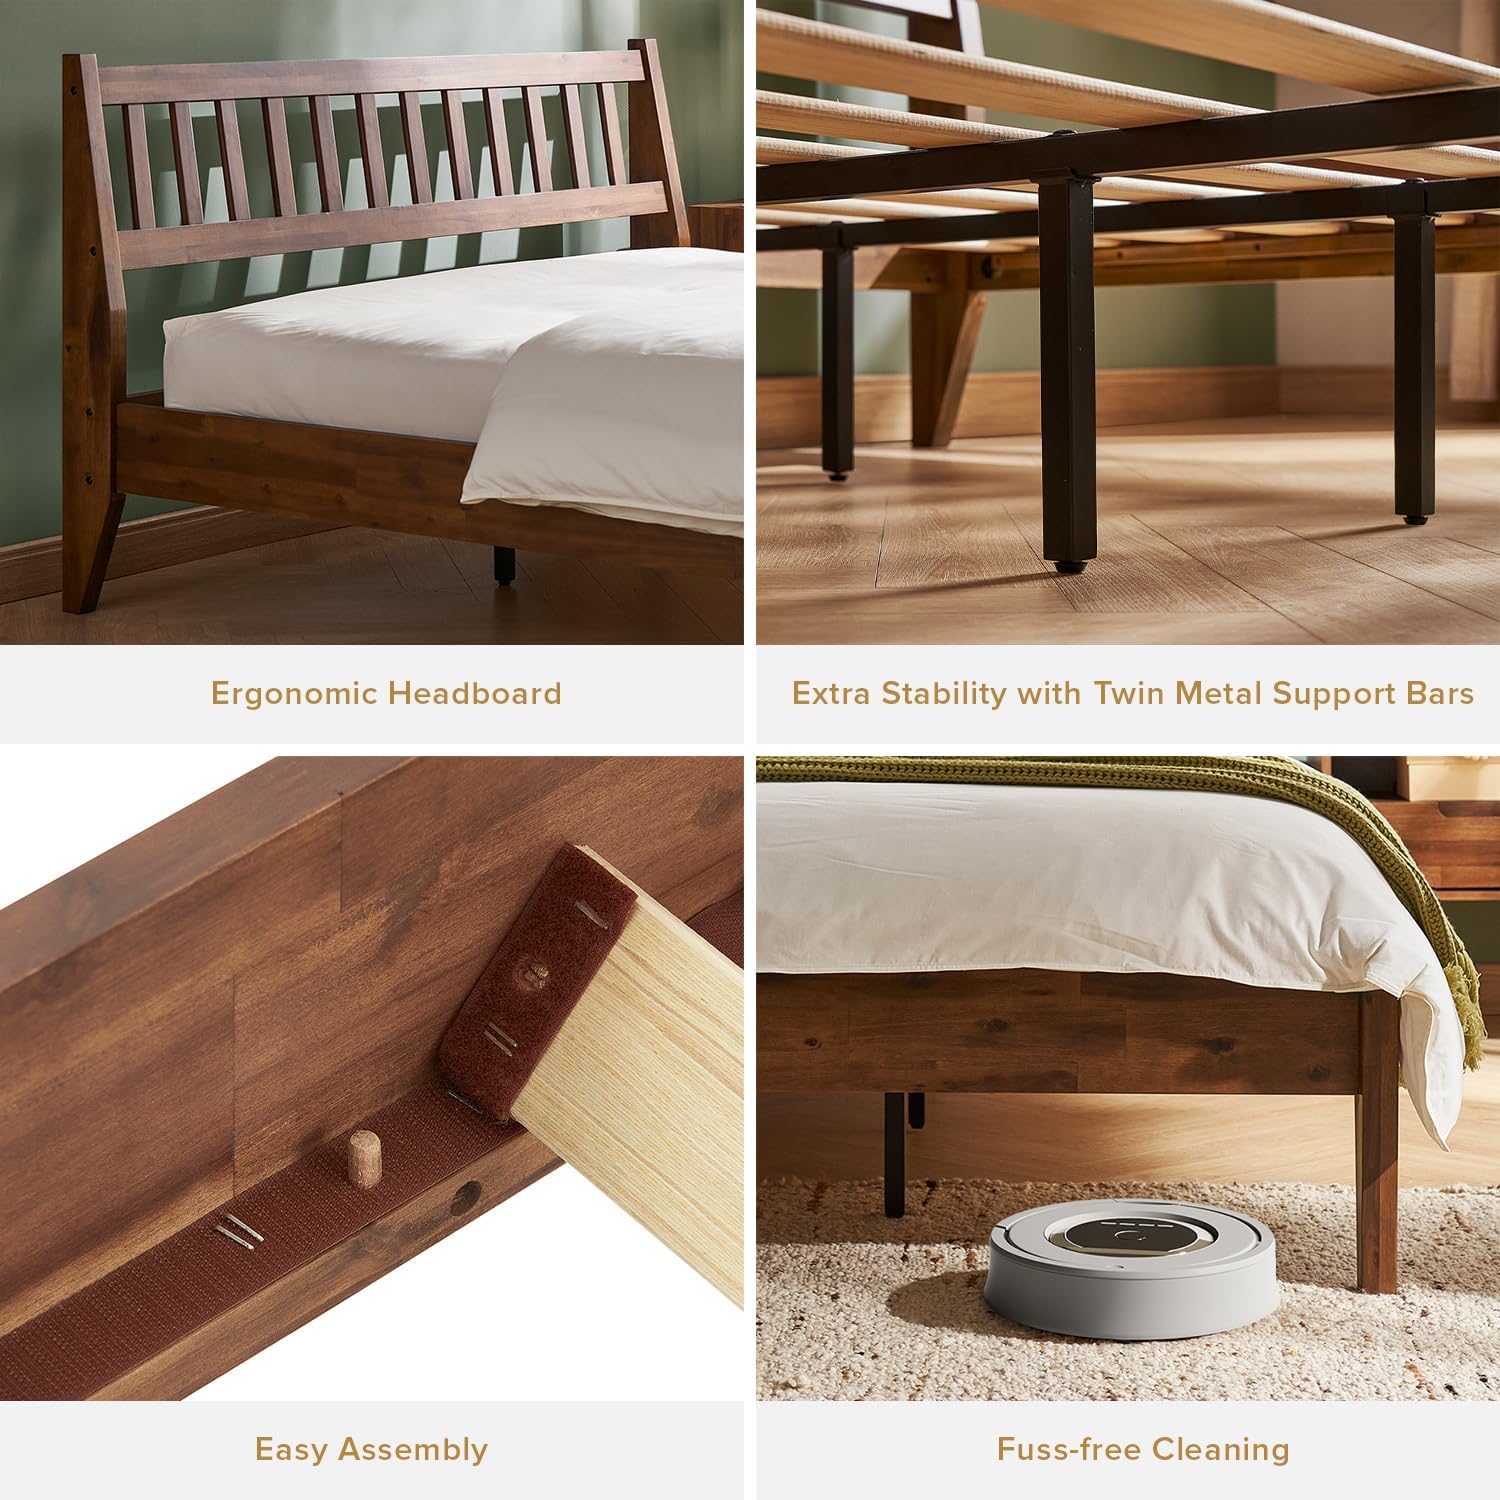 Ergonomic Headboard
Extra Stability with Twin Metal Support Bars
Easy Assembly
Fuss-free Cleaning